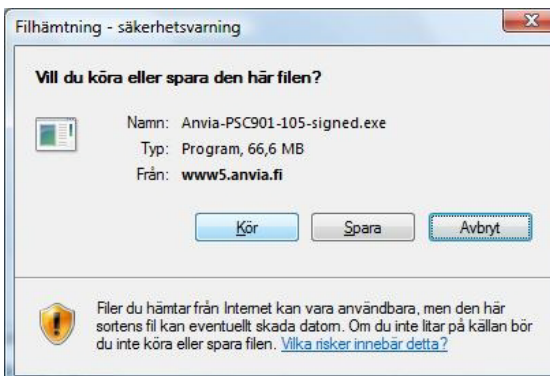 Filhämtning - säkerhetsvarning
Vill du köra eller spara den här filen?
Namn: Anvia-PSC901-105-signed.exe
Typ: Program, 66,6 MB
Från: www5.anvia.fi
Kör Spara Avbryt
Filer du hämtar från Internet kan vara användbara, men den här
sortens fil kan eventuellt skada datorn. Om du inte litar på källan bör
du inte köra eller spara filen. Vilka risker innebär detta?